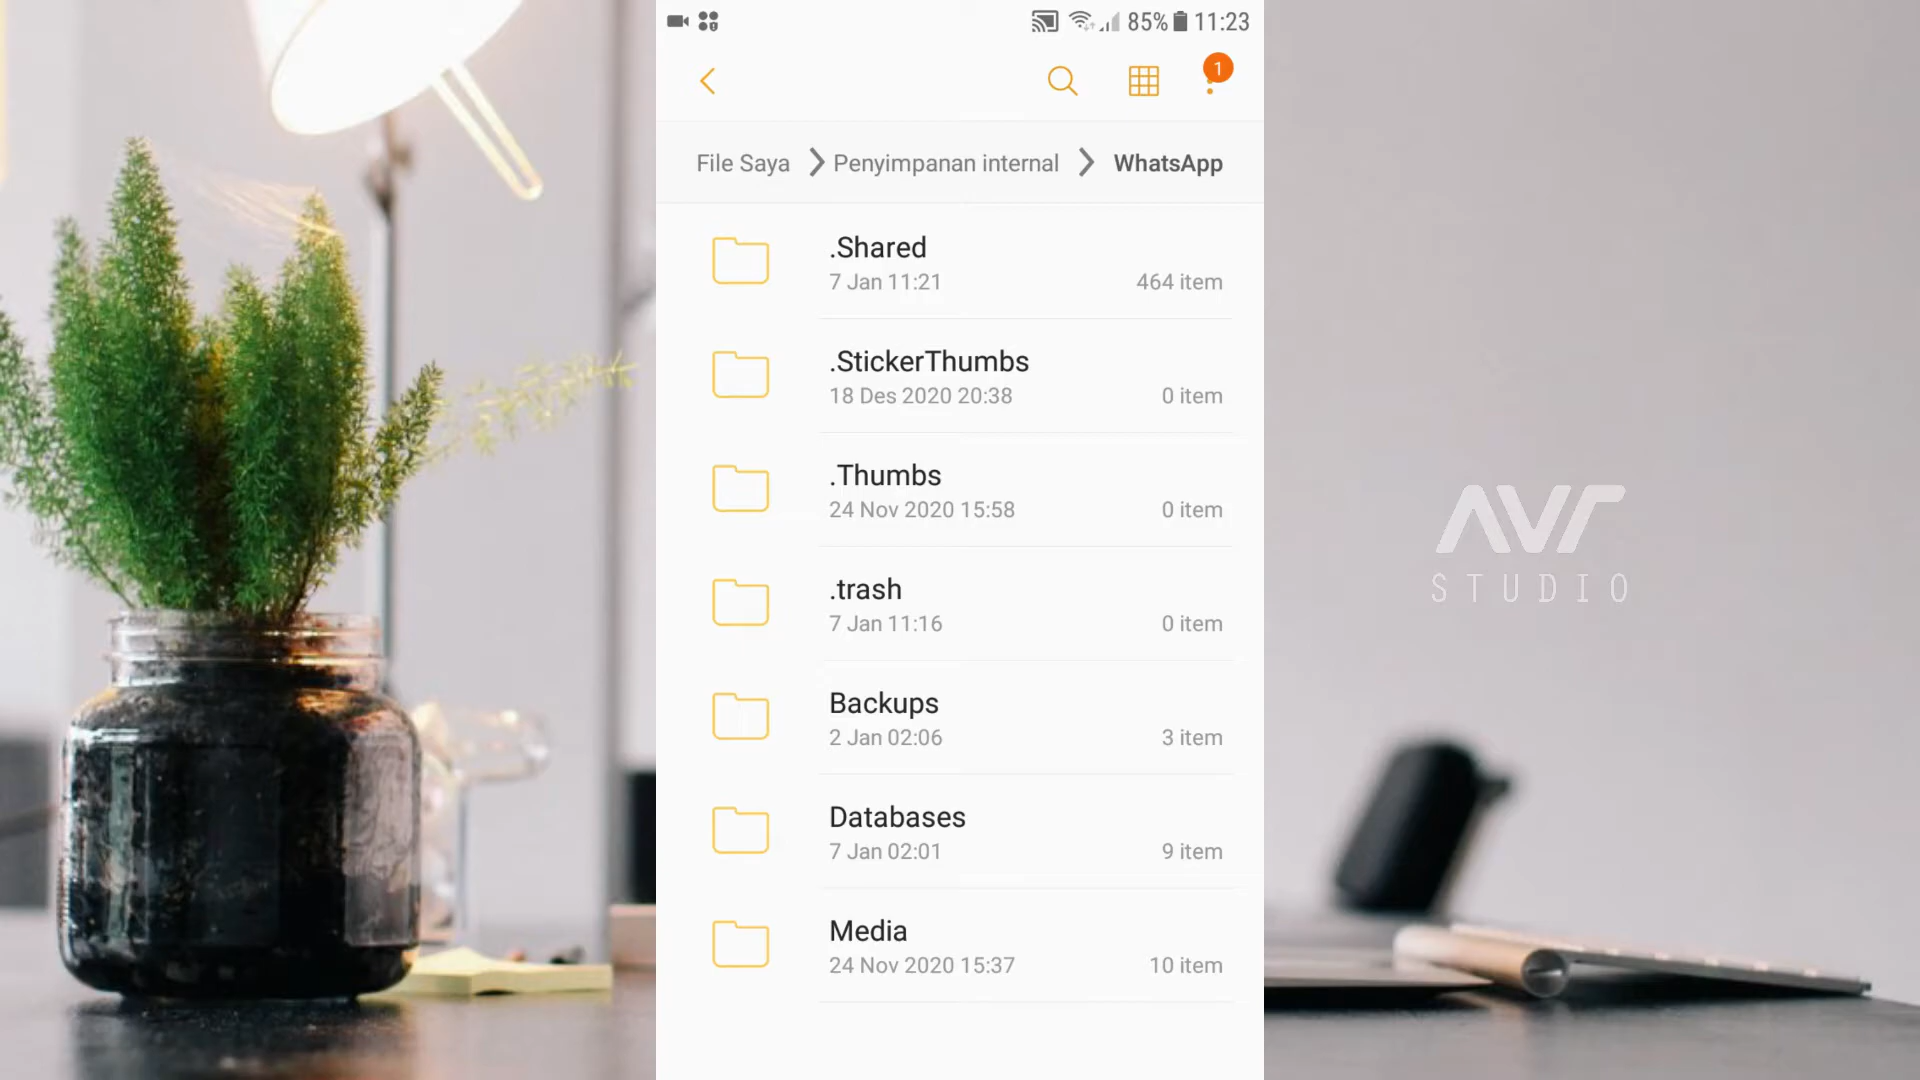 85% 11:23
1
File Saya Penyimpanan internal WhatsApp
.Shared
7 Jan 11:21 464 item
.StickerThumbs
18 Des 2020 20:38 0 item
.Thumbs
24 Nov 2020 15:58 0 item
.trash
7 Jan 11:16 0 item
Backups
2 Jan 02:06 3 item
Databases
7 Jan 02:01 9 item
Media
24 Nov 2020 15:37 10 item
AVR
STUDIO